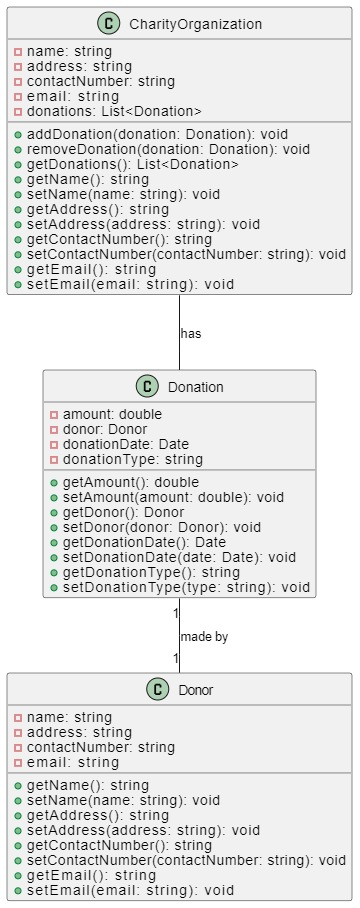 C CharityOrganization
name: string
address: string
contactNumber: string
email: string
donations: List<Donation>
addDonation(donation: Donation): void
removeDonation(donation: Donation): void
getDonations(): List<Donation>
getName(): string
setName(name: string): void
getAddress(): string
setAddress(address: string): void
getContactNumber(): string
setContactNumber(contactNumber: string): void
getEmail(): string
setEmail(email: string): void
has
C Donation
amount: double
donor: Donor
donationDate: Date
donationType: string
getAmount(): double
setAmount(amount: double): void
getDonor(): Donor
setDonor(donor: Donor): void
getDonationDate(): Date
setDonationDate(date: Date): void
getDonationType(): string
setDonationType(type: string): void
1
made by
1
C Donor
name: string
address: string
contactNumber: string
email: string
getName(): string
setName(name: string): void
getAddress(): string
setAddress(address: string): void
getContactNumber(): string
setContactNumber(contactNumber: string): void
getEmail(): string
setEmail(email: string): void